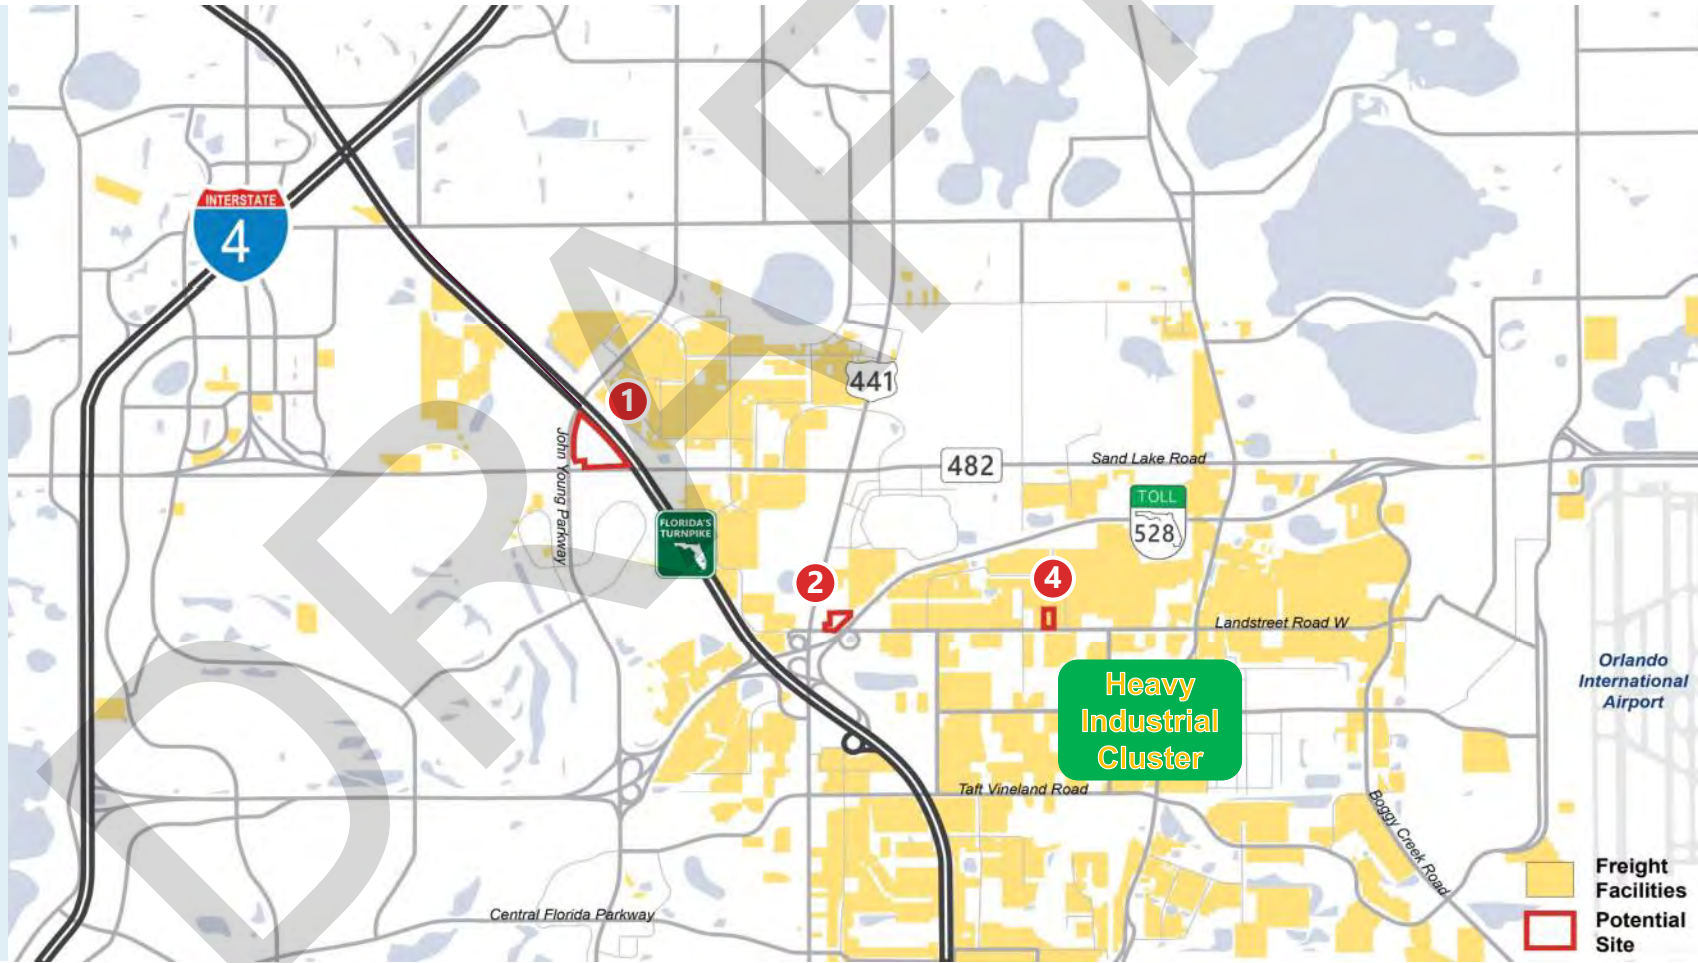 DRAFT
INTERSTATE
4
441
1
John Young Parkway
482
Sand Lake Road
TOLL
528
FLORIDA'S
TURNPIKE
2
4
Landstreet Road W
Orlando
International
Airport
Heavy
Industrial
Cluster
Taft Vineland Road
Boggy Creek Road
Central Florida Parkway
Freight
Facilities
Potential
Site